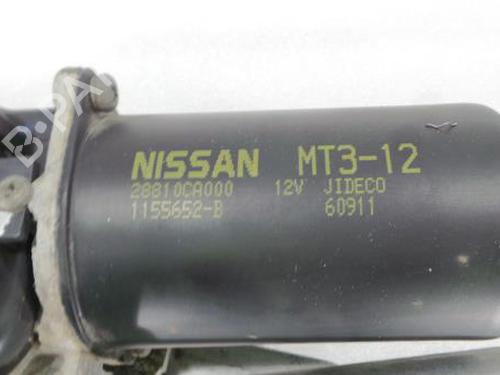 B-PA
NISSAN MT3-12
28810CA000 12V JIDECO
1155652-B 60911